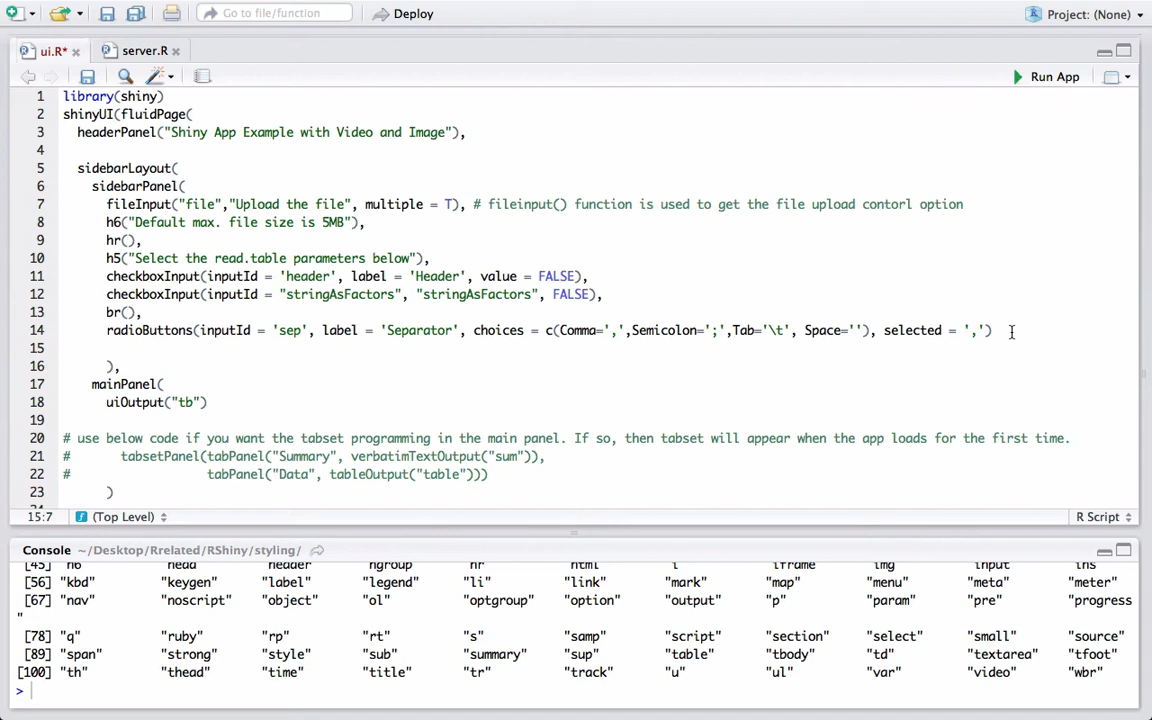 Go to file/function
Deploy
Project: (None)
ui.R*
server.R
Run App
1 library(shiny)
2 shinyUI(fluidPage(
3 headerPanel("Shiny App Example with Video and Image"),
4
5 sidebarLayout(
6 sidebarPanel(
7 fileInput("file","Upload the file", multiple = T), # fileinput() function is used to get the file upload contorl option
8 h6("Default max. file size is 5MB"),
9 hr(),
10 h5("Select the read.table parameters below"),
11 checkboxInput(inputId = 'header', label = 'Header', value = FALSE),
12 checkboxInput(inputId = "stringAsFactors", "stringAsFactors", FALSE),
13 br(),
14 radioButtons(inputId = 'sep', label = 'Separator', choices = c(Comma=',',Semicolon=';',Tab='\t', Space=''), selected = ',')
15
16 ),
17 mainPanel(
18 uiOutput("tb")
19
20 # use below code if you want the tabset programming in the main panel. If so, then tabset will appear when the app loads for the first time.
21 # tabsetPanel(tabPanel("Summary", verbatimTextOutput("sum")),
22 # tabPanel("Data", tableOutput("table")))
23 )
15:7 (Top Level) R Script
Console ~/Desktop/Rrelated/RShiny/styling/
[45] "h6" "head" "header" "hgroup" "hr" "html" "i" "iframe" "img" "input" "ins"
[56] "kbd" "keygen" "label" "legend" "li" "link" "mark" "map" "menu" "meta" "meter"
[67] "nav" "noscript" "object" "ol" "optgroup" "option" "output" "p" "param" "pre" "progress
"
[78] "q" "ruby" "rp" "rt" "s" "samp" "script" "section" "select" "small" "source"
[89] "span" "strong" "style" "sub" "summary" "sup" "table" "tbody" "td" "textarea" "tfoot"
[100] "th" "thead" "time" "title" "tr" "track" "u" "ul" "var" "video" "wbr"
>